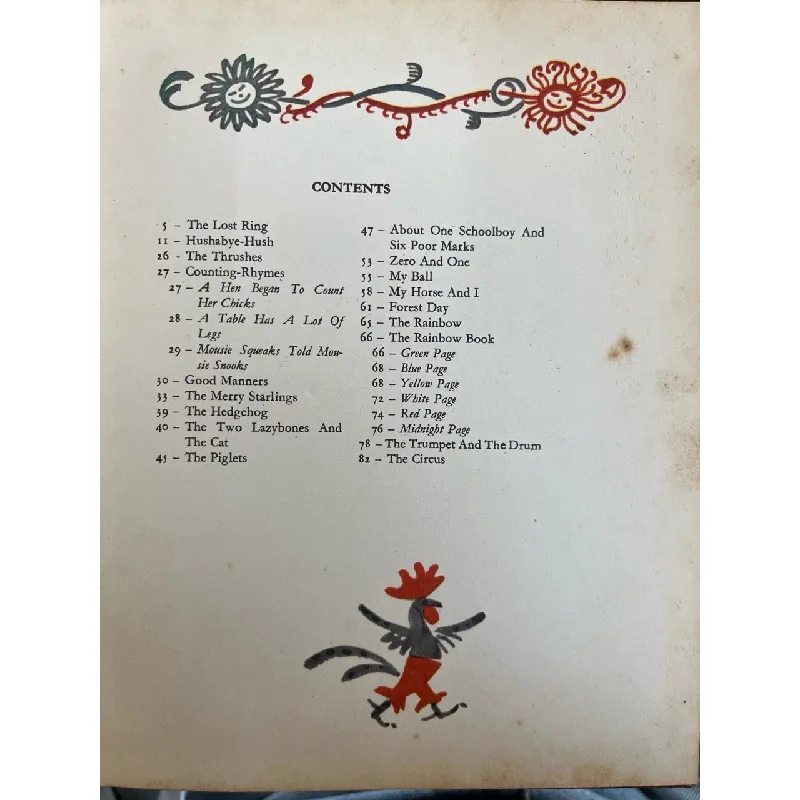 CONTENTS
5 – The Lost Ring
11 – Hushabye-Hush
26 – The Thrushes
27 – Counting-Rhymes
27 – A Hen Began To Count
Her Chicks
28 – A Table Has A Lot Of
Legs
29 – Mousie Squeaks Told Mou-
sie Snooks
30 – Good Manners
33 – The Merry Starlings
39 – The Hedgehog
40 – The Two Lazybones And
The Cat
45 – The Piglets
47 – About One Schoolboy And
Six Poor Marks
53 – Zero And One
55 – My Ball
58 – My Horse And I
61 – Forest Day
65 – The Rainbow
66 – The Rainbow Book
66 – Green Page
68 – Blue Page
68 – Yellow Page
72 – White Page
74 – Red Page
76 – Midnight Page
78 – The Trumpet And The Drum
82 – The Circus